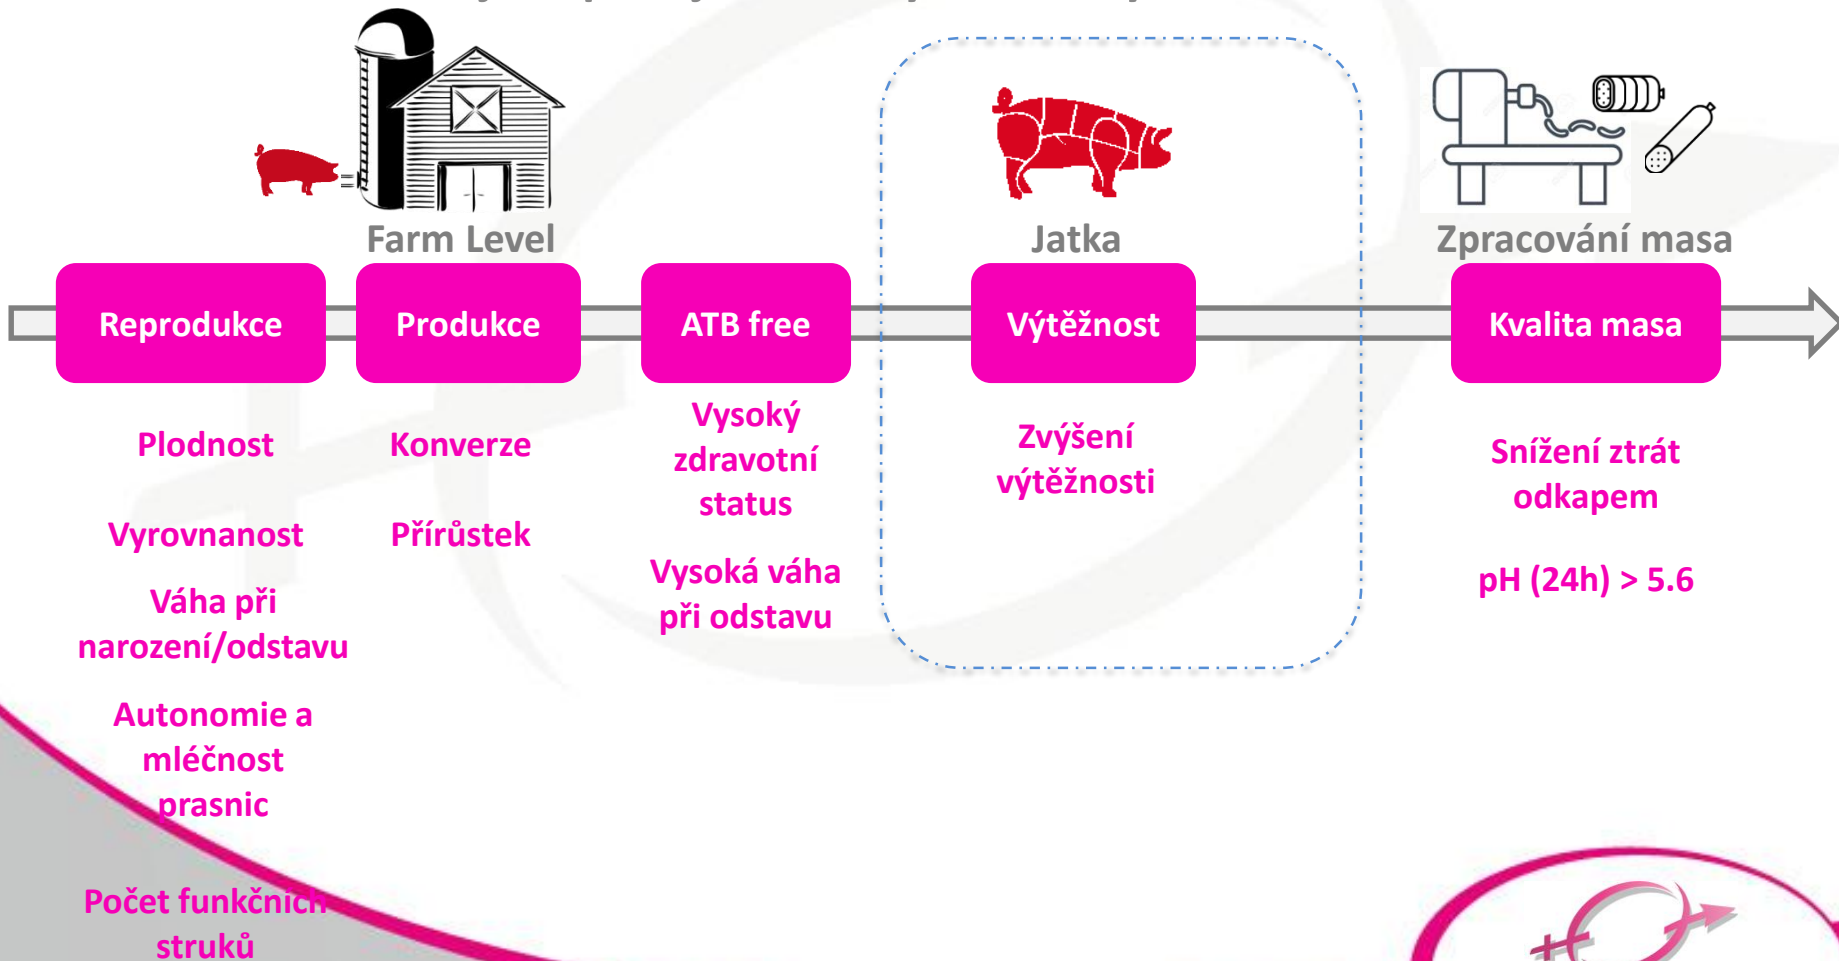 Farm Level
Jatka
Zpracování masa
Reprodukce
Produkce
ATB free
Výtěžnost
Kvalita masa
Plodnost
Vyrovnanost
Váha při
narození/odstavu
Autonomie a
mléčnost
prasnic
Počet funkčních
struků
Konverze
Přírůstek
Vysoký
zdravotní
status
Vysoká váha
při odstavu
Zvýšení
výtěžnosti
Snížení ztrát
odkapem
pH (24h) > 5.6